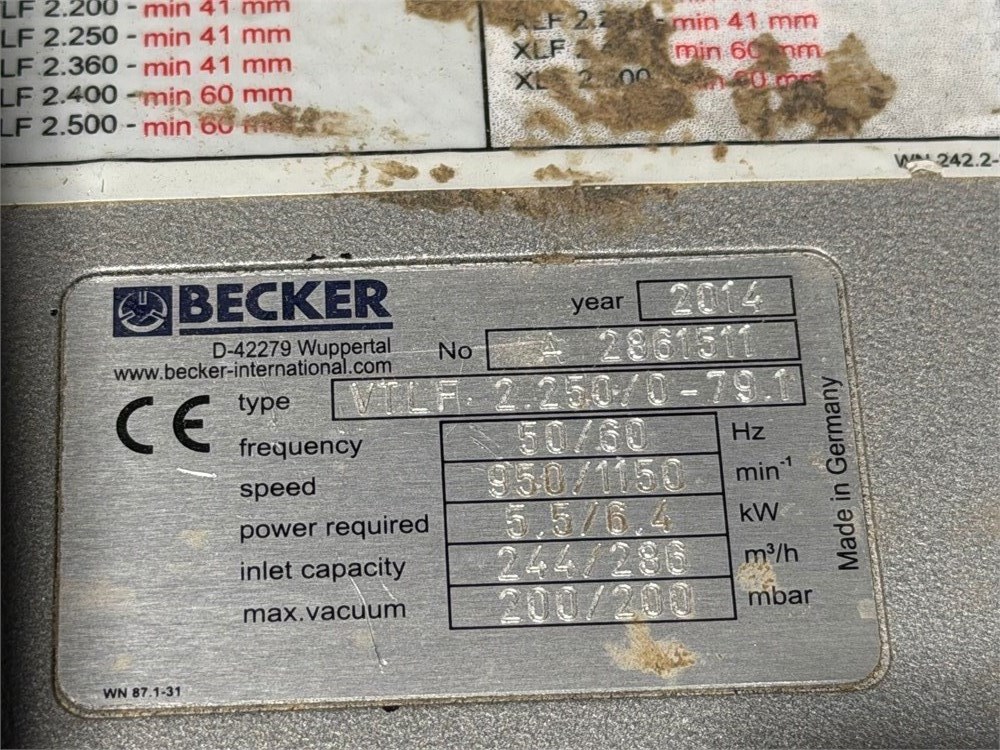 LF 2.200 - min 41 mm
LF 2.250 - min 41 mm
LF 2.360 - min 41 mm
LF 2.400 - min 60 mm
LF 2.500 - min 60 mm
min 41 mm
XLF min 60 mm
WN 242.2-
BECKER
D-42279 Wuppertal
www.becker-international.com
year 2014
No A 2861511
type VTLF 2.250/0-79.1
CE
frequency 50/60 Hz
speed 950/1150 min⁻¹
power required 5.5/6.4 kW
inlet capacity 244/286 m³/h
max.vacuum 200/200 mbar
Made in Germany
WN 87.1-31